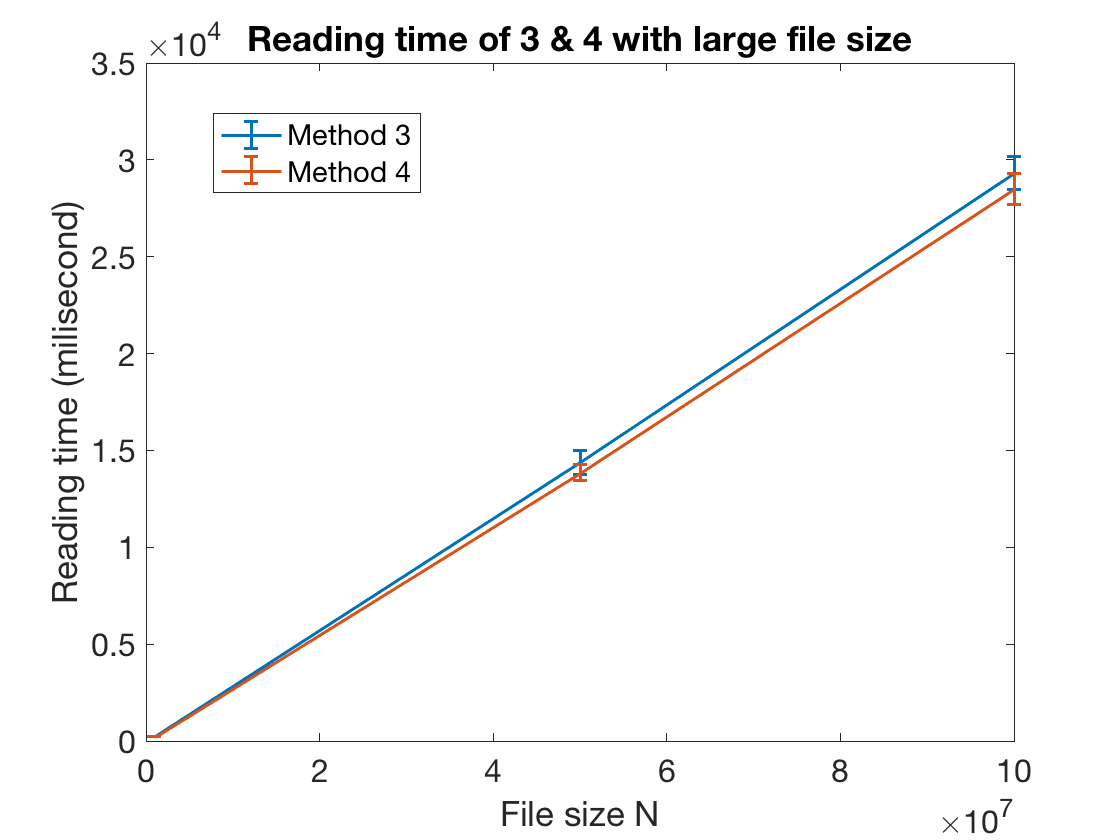 ×10^4
Reading time of 3 & 4 with large file size
3.5
3
2.5
2
1.5
1
0.5
0
Reading time (milisecond)
Method 3
Method 4
0 2 4 6 8 10
File size N
×10^7